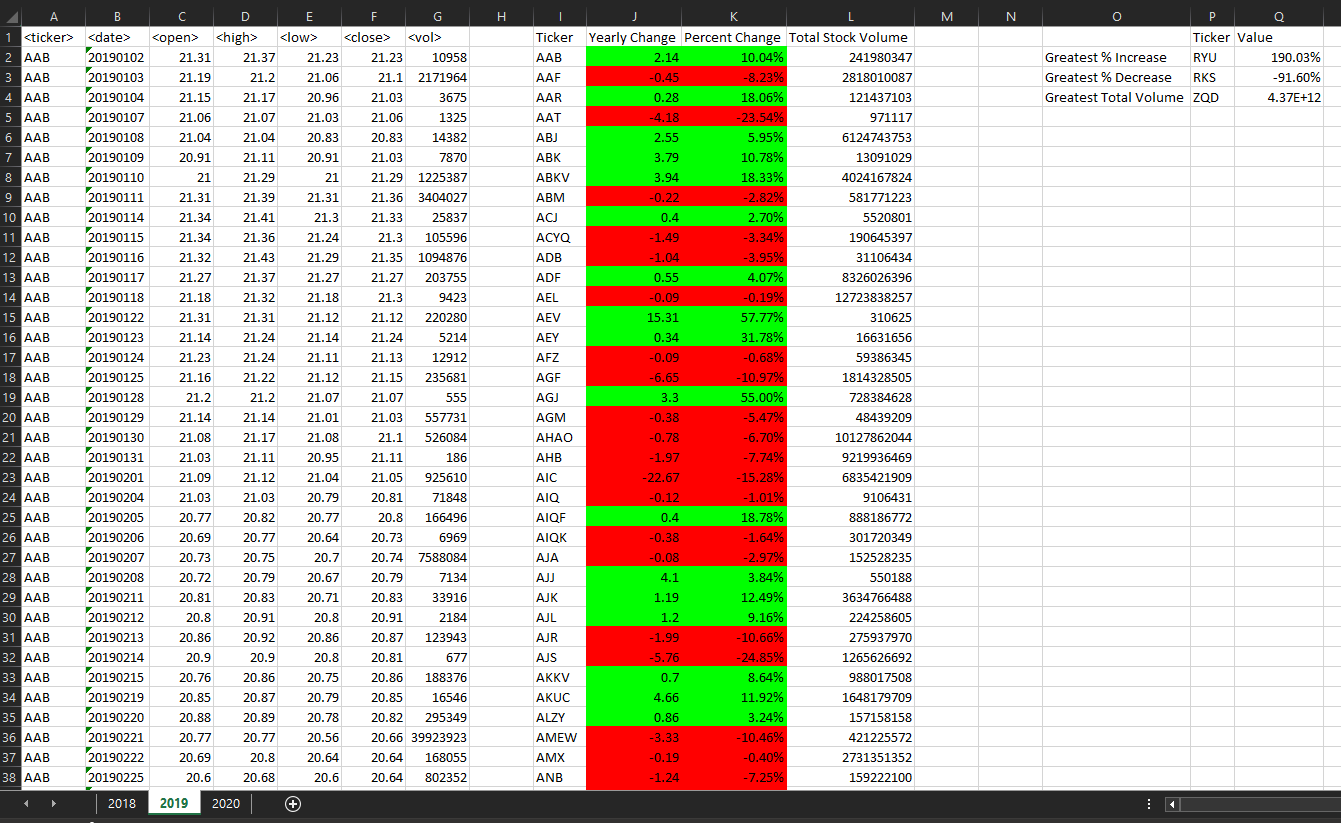 A B C D E F G H I J K L M N O P Q
1 <ticker> <date> <open> <high> <low> <close> <vol> Ticker Yearly Change Percent Change Total Stock Volume Ticker Value
2 AAB 20190102 21.31 21.37 21.23 21.23 10958 AAB 2.14 10.04% 241980347 Greatest % Increase RYU 190.03%
3 AAB 20190103 21.19 21.2 21.06 21.1 2171964 AAF -0.45 -8.23% 2818010087 Greatest % Decrease RKS -91.60%
4 AAB 20190104 21.15 21.17 20.96 21.03 3675 AAR 0.28 18.06% 121437103 Greatest Total Volume ZQD 4.37E+12
5 AAB 20190107 21.06 21.07 21.03 21.06 1325 AAT -4.18 -23.54% 971117
6 AAB 20190108 21.04 21.04 20.83 20.83 14382 ABJ 2.55 5.95% 6124743753
7 AAB 20190109 20.91 21.11 20.91 21.03 7870 ABK 3.79 10.78% 13091029
8 AAB 20190110 21 21.29 21 21.29 1225387 ABKV 3.94 18.33% 4024167824
9 AAB 20190111 21.31 21.39 21.31 21.36 3404027 ABM -0.22 -2.82% 581771223
10 AAB 20190114 21.34 21.41 21.3 21.33 25837 ACJ 0.4 2.70% 5520801
11 AAB 20190115 21.34 21.36 21.24 21.3 105596 ACYQ -1.49 -3.34% 190645397
12 AAB 20190116 21.32 21.43 21.29 21.35 1094876 ADB -1.04 -3.95% 31106434
13 AAB 20190117 21.27 21.37 21.27 21.27 203755 ADF 0.55 4.07% 8326026396
14 AAB 20190118 21.18 21.32 21.18 21.3 9423 AEL -0.09 -0.19% 12723838257
15 AAB 20190122 21.31 21.31 21.12 21.12 220280 AEV 15.31 57.77% 310625
16 AAB 20190123 21.14 21.24 21.14 21.24 5214 AEY 0.34 31.78% 16631656
17 AAB 20190124 21.23 21.24 21.11 21.13 12912 AFZ -0.09 -0.68% 59386345
18 AAB 20190125 21.16 21.22 21.12 21.15 235681 AGF -6.65 -10.97% 1814328505
19 AAB 20190128 21.2 21.2 21.07 21.07 555 AGJ 3.3 55.00% 728384628
20 AAB 20190129 21.14 21.14 21.01 21.03 557731 AGM -0.38 -5.47% 48439209
21 AAB 20190130 21.08 21.17 21.08 21.1 526084 AHAO -0.78 -6.70% 10127862044
22 AAB 20190131 21.03 21.11 20.95 21.11 186 AHB -1.97 -7.74% 9219936469
23 AAB 20190201 21.09 21.12 21.04 21.05 925610 AIC -22.67 -15.28% 6835421909
24 AAB 20190204 21.03 21.03 20.79 20.81 71848 AIQ -0.12 -1.01% 9106431
25 AAB 20190205 20.77 20.82 20.77 20.8 166496 AIQF 0.4 18.78% 888186772
26 AAB 20190206 20.69 20.77 20.64 20.73 6969 AIQK -0.38 -1.64% 301720349
27 AAB 20190207 20.73 20.75 20.7 20.74 7588084 AJA -0.08 -2.97% 152528235
28 AAB 20190208 20.72 20.79 20.67 20.79 7134 AJJ 4.1 3.84% 550188
29 AAB 20190211 20.81 20.83 20.71 20.83 33916 AJK 1.19 12.49% 3634766488
30 AAB 20190212 20.8 20.91 20.8 20.91 2184 AJL 1.2 9.16% 224258605
31 AAB 20190213 20.86 20.92 20.86 20.87 123943 AJR -1.99 -10.66% 275937970
32 AAB 20190214 20.9 20.9 20.8 20.81 677 AJS -5.76 -24.85% 1265626692
33 AAB 20190215 20.76 20.86 20.75 20.86 188376 AKKV 0.7 8.64% 988017508
34 AAB 20190219 20.85 20.87 20.79 20.85 16546 AKUC 4.66 11.92% 1648179709
35 AAB 20190220 20.88 20.89 20.78 20.82 295349 ALZY 0.86 3.24% 157158158
36 AAB 20190221 20.77 20.77 20.56 20.66 39923923 AMEW -3.33 -10.46% 421225572
37 AAB 20190222 20.69 20.8 20.64 20.64 168055 AMX -0.19 -0.40% 2731351352
38 AAB 20190225 20.6 20.68 20.6 20.64 802352 ANB -1.24 -7.25% 159222100
2018 2019 2020